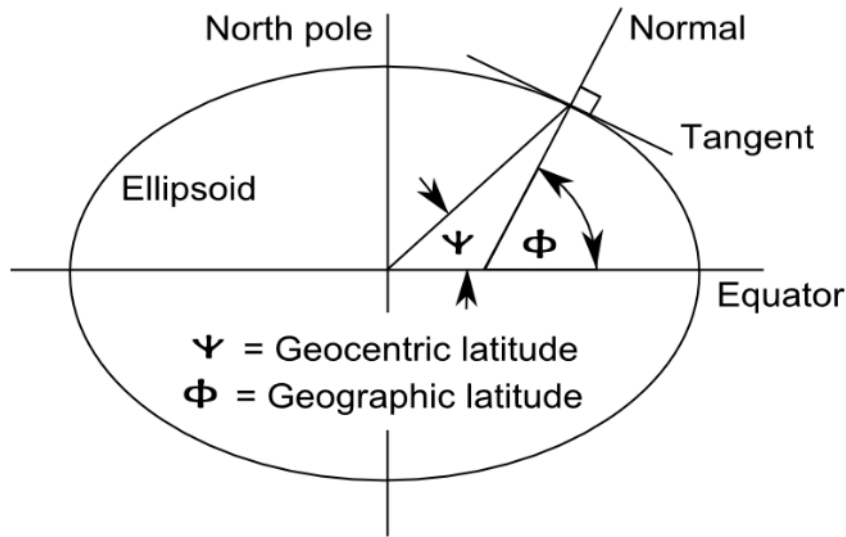 North pole
Normal
Tangent
Ellipsoid
Ψ
Φ
Equator
Ψ = Geocentric latitude
Φ = Geographic latitude